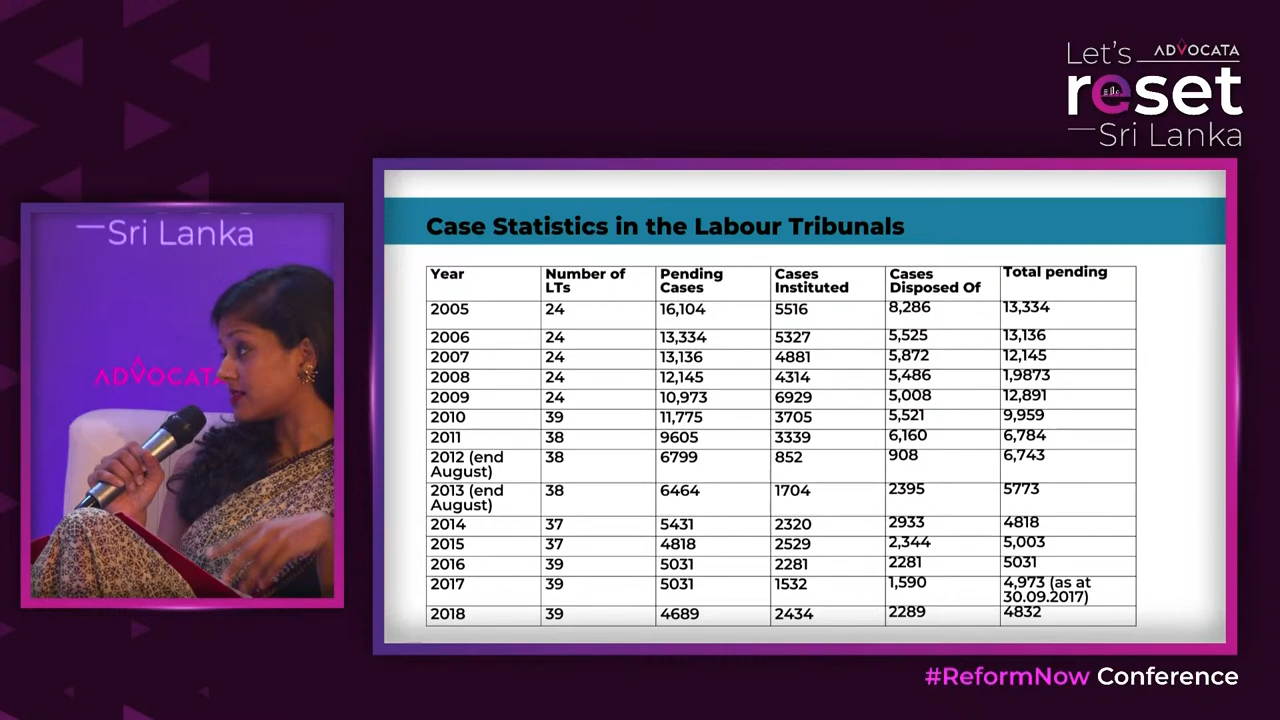 Let's ADVOCATA
reset
Sri Lanka
Sri Lanka
ADVOCATA
Case Statistics in the Labour Tribunals
Year Number of LTs Pending Cases Cases Instituted Cases Disposed Of Total pending
2005 24 16,104 5516 8,286 13,334
2006 24 13,334 5327 5,525 13,136
2007 24 13,136 4881 5,872 12,145
2008 24 12,145 4314 5,486 1,9873
2009 24 10,973 6929 5,008 12,891
2010 39 11,775 3705 5,521 9,959
2011 38 9605 3339 6,160 6,784
2012 (end August) 38 6799 852 908 6,743
2013 (end August) 38 6464 1704 2395 5773
2014 37 5431 2320 2933 4818
2015 37 4818 2529 2,344 5,003
2016 39 5031 2281 2281 5031
2017 39 5031 1532 1,590 4,973 (as at 30.09.2017)
2018 39 4689 2434 2289 4832
#ReformNow Conference